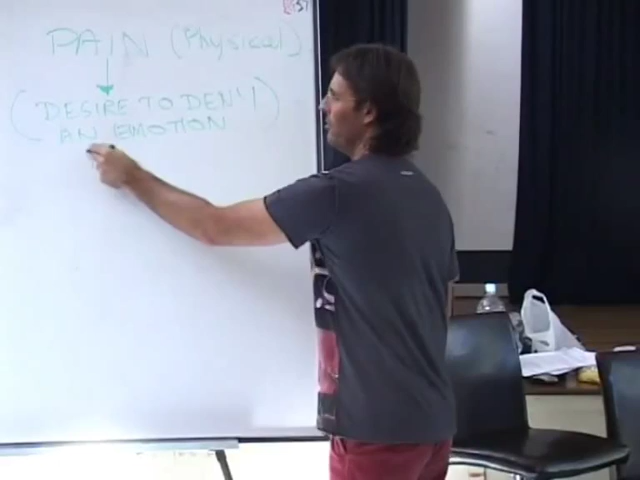 PAIN (Physical)
(DESIRE TO DENY)
AN EMOTION